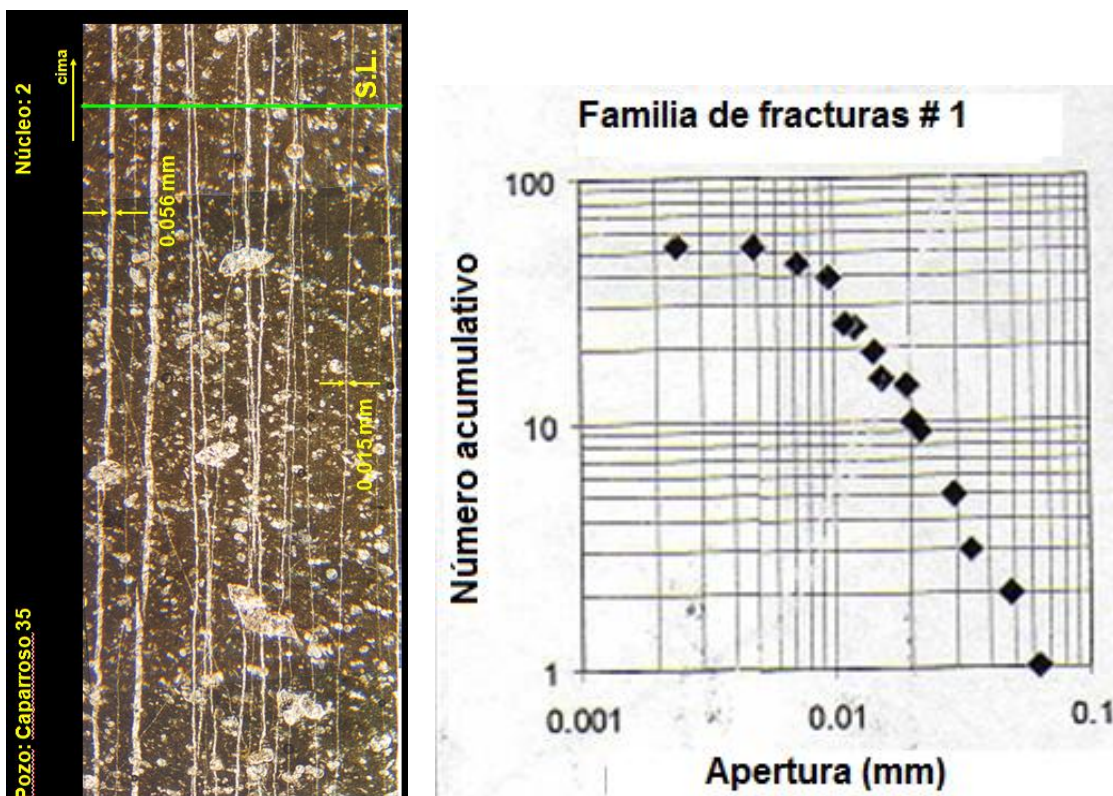 Pozo: Caparroso 35
Núcleo: 2
cima
S.L.
0.056 mm
0.015 mm
Familia de fracturas # 1
Número acumulativo
100
10
1
0.001
0.01
0.1
Apertura (mm)